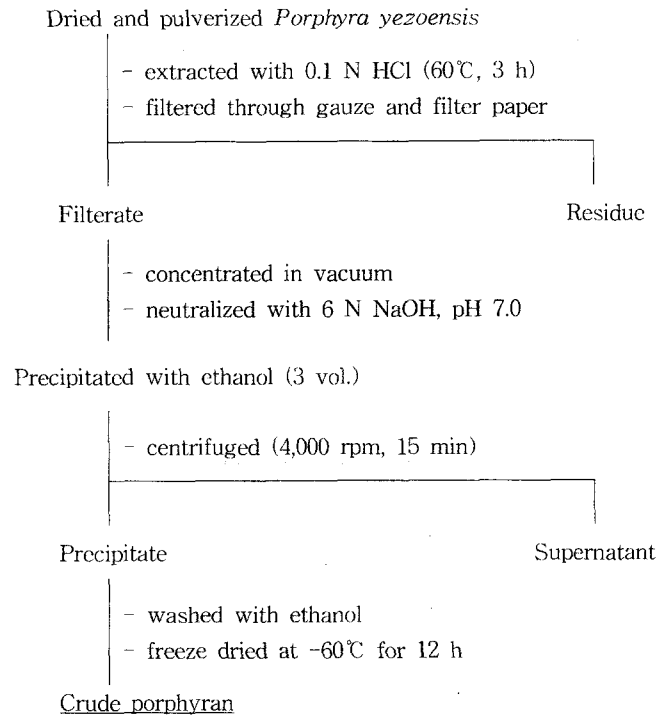 Dried and pulverized Porphyra yezoensis
- extracted with 0.1 N HCl (60℃, 3 h)
- filtered through gauze and filter paper
Filterate
Residue
- concentrated in vacuum
- neutralized with 6 N NaOH, pH 7.0
Precipitated with ethanol (3 vol.)
- centrifuged (4,000 rpm, 15 min)
Precipitate
Supernatant
- washed with ethanol
- freeze dried at -60℃ for 12 h
Crude porphyran